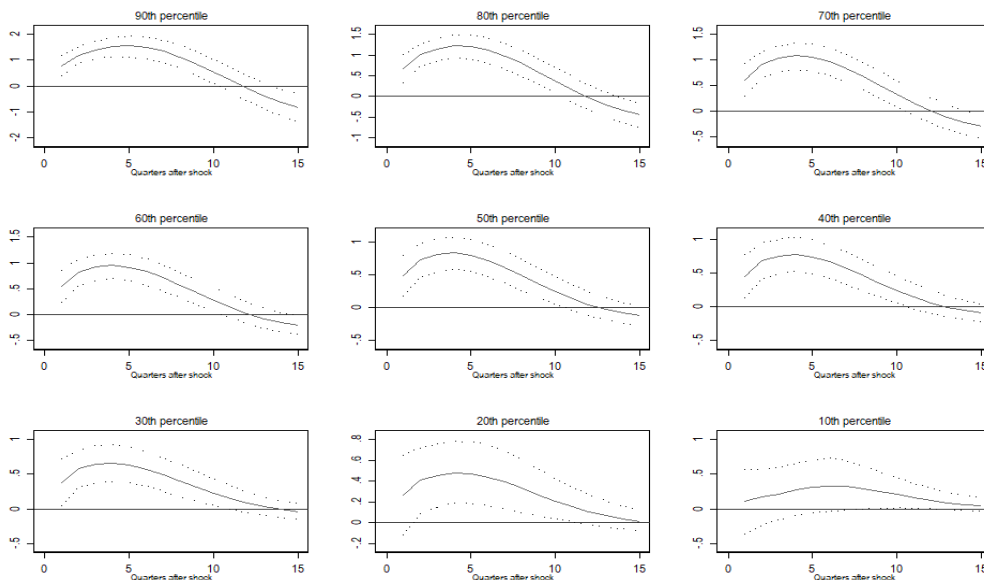 90th percentile
80th percentile
70th percentile
2
1
0
-1
-2
1.5
1
.5
0
-.5
-1
1.5
1
.5
0
-.5
0 5 10 15
0 5 10 15
0 5 10 15
Quarters after shock
Quarters after shock
Quarters after shock
60th percentile
50th percentile
40th percentile
1.5
1
.5
0
-.5
1
.5
0
-.5
1
.5
0
-.5
0 5 10 15
0 5 10 15
0 5 10 15
Quarters after shock
Quarters after shock
Quarters after shock
30th percentile
20th percentile
10th percentile
1
.5
0
-.5
.8
.6
.4
.2
0
-.2
1
.5
0
-.5
0 5 10 15
0 5 10 15
0 5 10 15
Quarters after shock
Quarters after shock
Quarters after shock